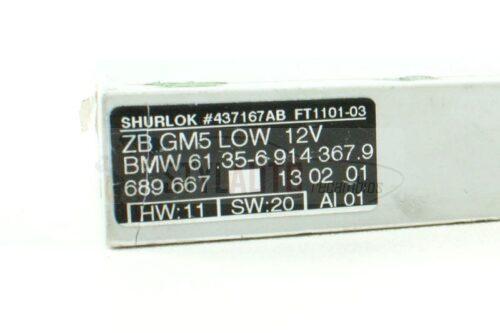 SHURLOK #437167AB FT1101-03
ZB GM5 LOW 12V
BMW 61.35-6 914 367.9
689 667 13 02 01
HW:11 SW:20 AI 01